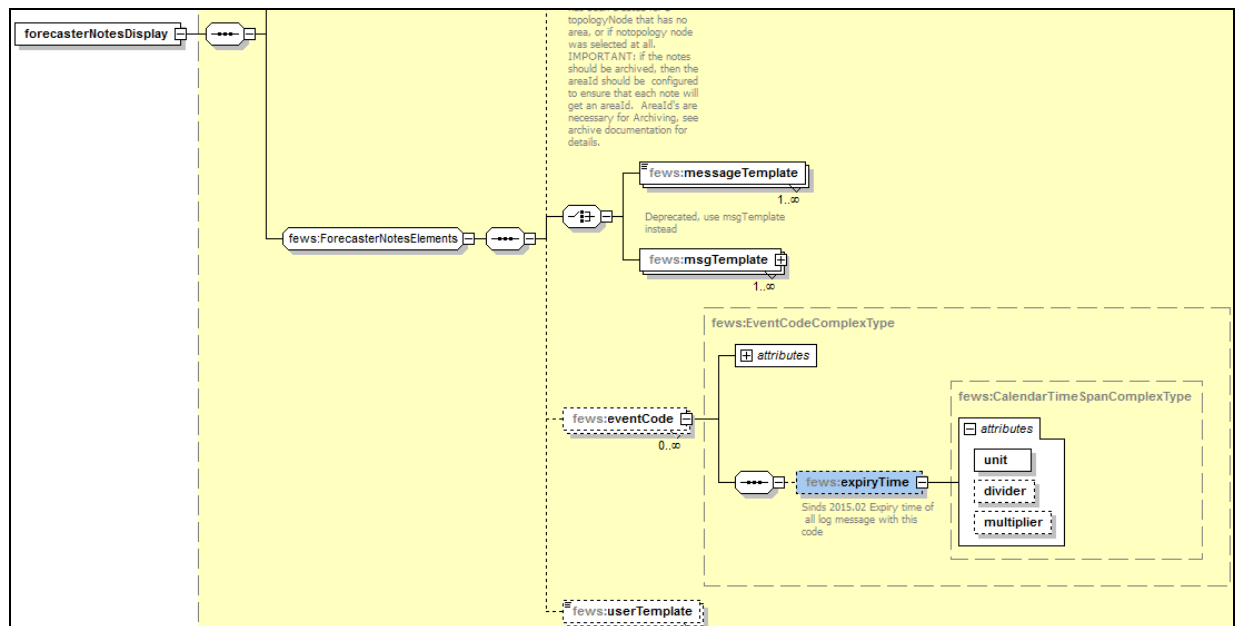 forecasterNotesDisplay
topologyNode that has no
area, or if notopology node
was selected at all.
IMPORTANT: if the notes
should be archived, then the
areaId should be configured
to ensure that each note will
get an areaId. AreaId's are
necessary for Archiving, see
archive documentation for
details.
fews:messageTemplate
1..∞
Deprecated, use msgTemplate
instead
fews:ForecasterNotesElements
fews:msgTemplate
1..∞
fews:EventCodeComplexType
attributes
fews:CalendarTimeSpanComplexType
attributes
fews:eventCode
0..∞
unit
fews:expiryTime
divider
Sinds 2015.02 Expiry time of
all log message with this
code
multiplier
fews:userTemplate